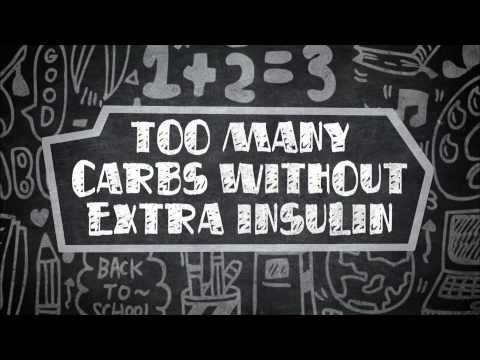 GOOD
1+2=3
TOO MANY
CARBS WITHOUT
EXTRA INSULIN
BACK
TO~
SCHOOL!